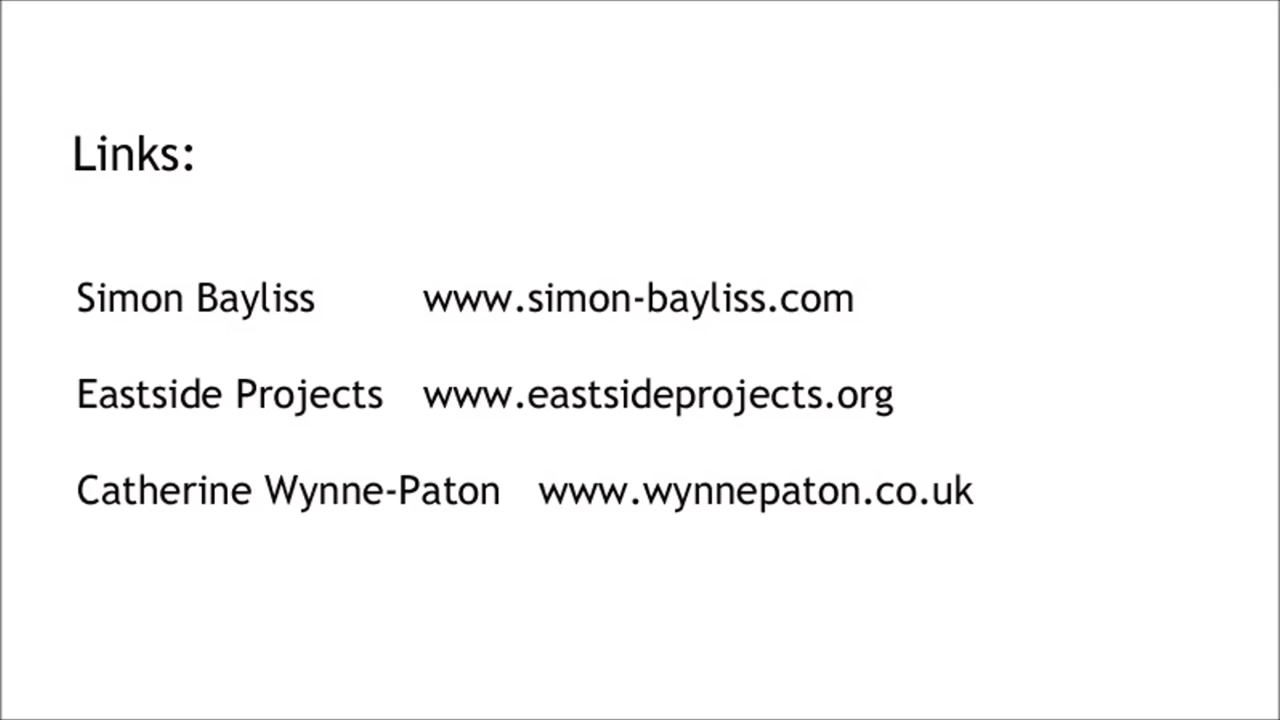 Links:
Simon Bayliss www.simon-bayliss.com
Eastside Projects www.eastsideprojects.org
Catherine Wynne-Paton www.wynnepaton.co.uk